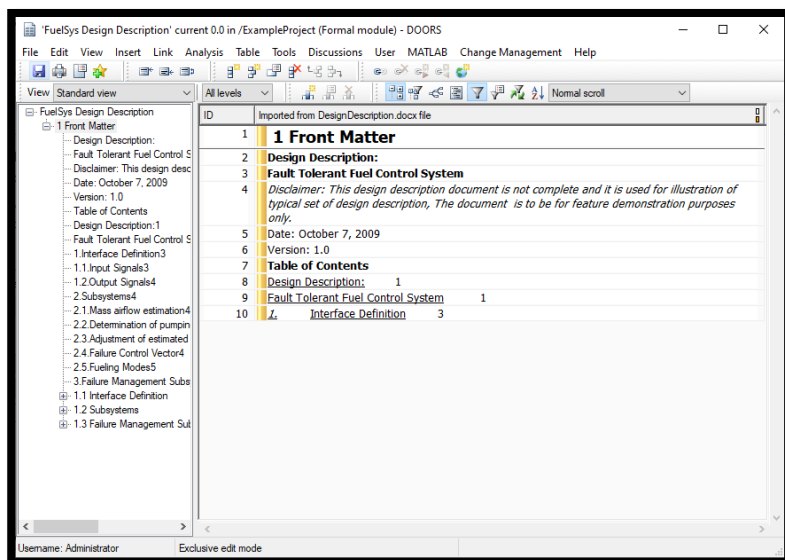 'FuelSys Design Description' current 0.0 in /ExampleProject (Formal module) - DOORS
File Edit View Insert Link Analysis Table Tools Discussions User MATLAB Change Management Help
View Standard view All levels Normal scroll
FuelSys Design Description
1 Front Matter
Design Description:
Fault Tolerant Fuel Control S
Disclaimer: This design desc
Date: October 7, 2009
Version: 1.0
Table of Contents
Design Description:1
Fault Tolerant Fuel Control S
1.Interface Definition3
1.1.Input Signals3
1.2.Output Signals4
2.Subsystems4
2.1.Mass airflow estimation4
2.2.Determination of pumpin
2.3.Adjustment of estimated
2.4.Failure Control Vector4
2.5.Fueling Modes5
3.Failure Management Subs
1.1 Interface Definition
1.2 Subsystems
1.3 Failure Management Sul
ID Imported from DesignDescription.docx file
1 1 Front Matter
2 Design Description:
3 Fault Tolerant Fuel Control System
4 Disclaimer: This design description document is not complete and it is used for illustration of
typical set of design description, The document is to be for feature demonstration purposes
only.
5 Date: October 7, 2009
6 Version: 1.0
7 Table of Contents
8 Design Description: 1
9 Fault Tolerant Fuel Control System 1
10 1. Interface Definition 3
Username: Administrator Exclusive edit mode